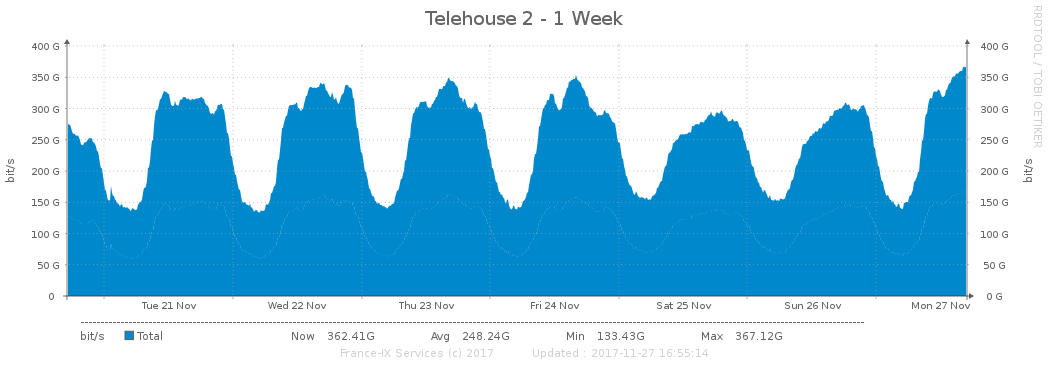 Telehouse 2 - 1 Week
RRDTOOL / TOBI OETIKER
400 G 400 G
350 G 350 G
300 G 300 G
250 G 250 G
200 G 200 G
150 G 150 G
100 G 100 G
50 G 50 G
0 0 G
bit/s
bit/s
Tue 21 Nov Wed 22 Nov Thu 23 Nov Fri 24 Nov Sat 25 Nov Sun 26 Nov Mon 27 Nov
bit/s Total Now 362.41G Avg 248.24G Min 133.43G Max 367.12G
France-IX Services (c) 2017 Updated : 2017-11-27 16:55:14